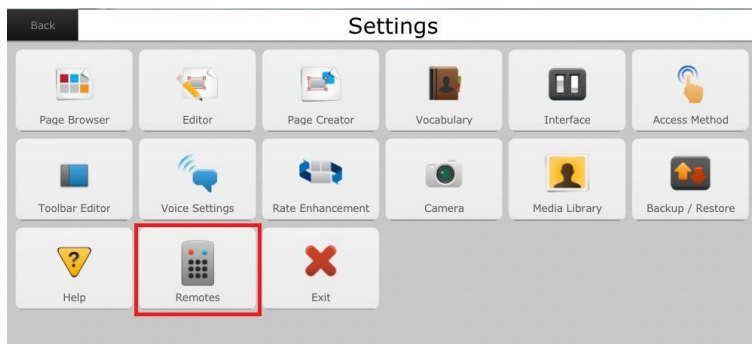 Back
Settings
Page Browser
Editor
Page Creator
Vocabulary
Interface
Access Method
Toolbar Editor
Voice Settings
Rate Enhancement
Camera
Media Library
Backup / Restore
?
Help
Remotes
Exit